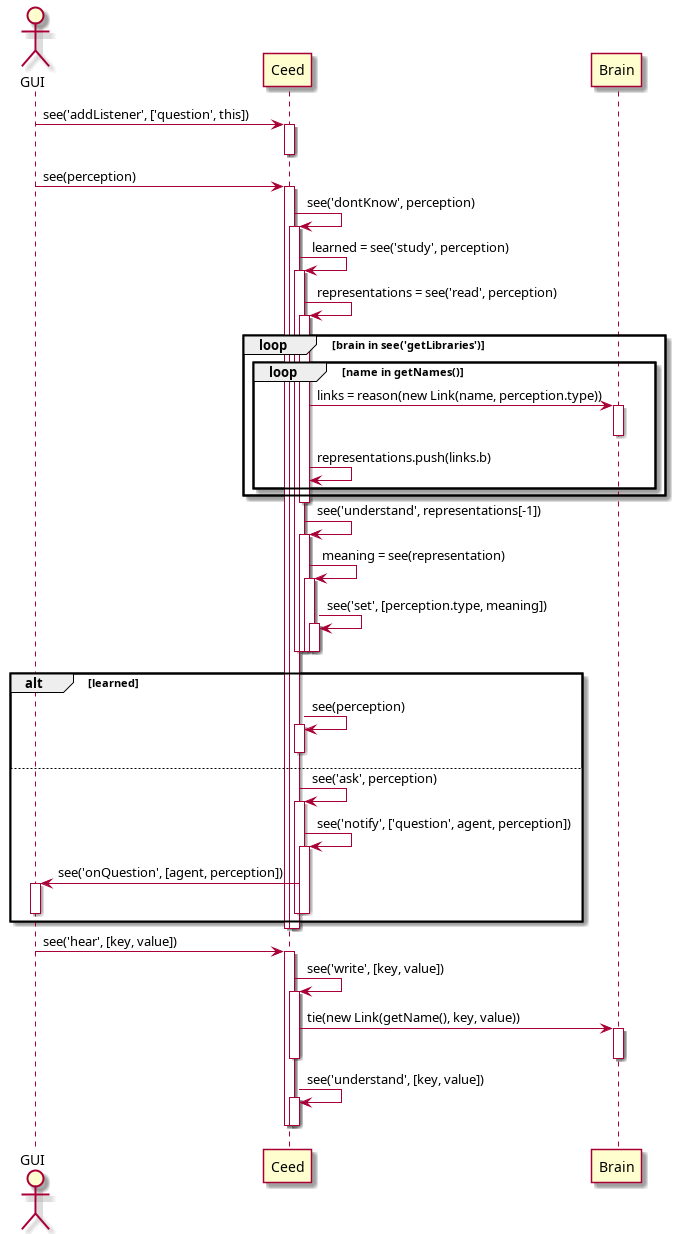 GUI
Ceed
Brain
see('addListener', ['question', this])
see(perception)
see('dontKnow', perception)
learned = see('study', perception)
representations = see('read', perception)
loop [brain in see('getLibraries')]
loop [name in getNames()]
links = reason(new Link(name, perception.type))
representations.push(links.b)
see('understand', representations[-1])
meaning = see(representation)
see('set', [perception.type, meaning])
alt [learned]
see(perception)
see('ask', perception)
see('notify', ['question', agent, perception])
see('onQuestion', [agent, perception])
see('hear', [key, value])
see('write', [key, value])
tie(new Link(getName(), key, value))
see('understand', [key, value])
GUI
Ceed
Brain